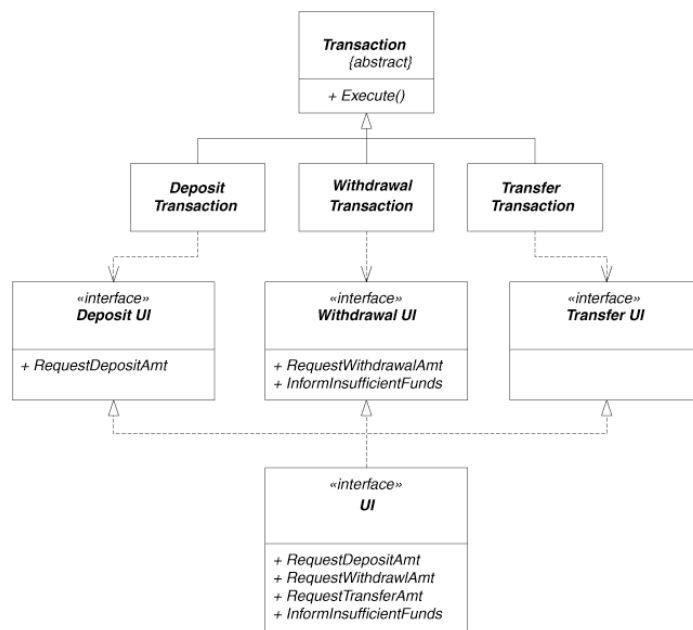 Transaction
{abstract}
+ Execute()
Deposit
Transaction
Withdrawal
Transaction
Transfer
Transaction
«interface»
Deposit UI
+ RequestDepositAmt
«interface»
Withdrawal UI
+ RequestWithdrawalAmt
+ InformInsufficientFunds
«interface»
Transfer UI
«interface»
UI
+ RequestDepositAmt
+ RequestWithdrawlAmt
+ RequestTransferAmt
+ InformInsufficientFunds